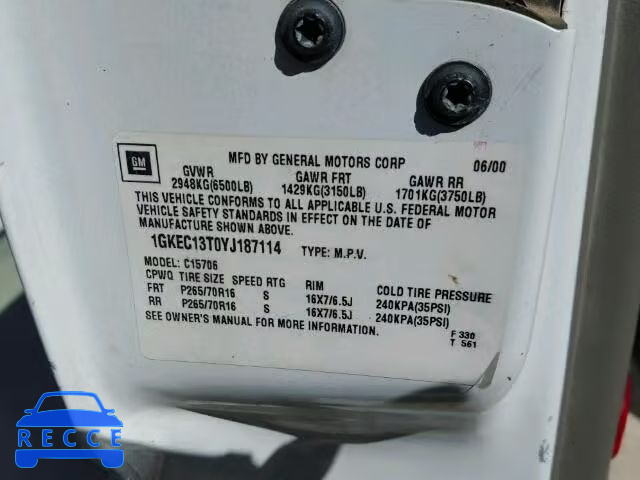 GM
MFD BY GENERAL MOTORS CORP 06/00
GVWR GAWR FRT GAWR RR
2948KG(6500LB) 1429KG(3150LB) 1701KG(3750LB)
THIS VEHICLE CONFORMS TO ALL APPLICABLE U.S. FEDERAL MOTOR
VEHICLE SAFETY STANDARDS IN EFFECT ON THE DATE OF
MANUFACTURE SHOWN ABOVE.
1GKEC13T0YJ187114 TYPE: M.P.V.
MODEL: C15706
CPWQ TIRE SIZE SPEED RTG RIM COLD TIRE PRESSURE
FRT P265/70R16 S 16X7/6.5J 240KPA(35PSI)
RR P265/70R16 S 16X7/6.5J 240KPA(35PSI)
SEE OWNER'S MANUAL FOR MORE INFORMATION.
F 330
T 561
RECCE